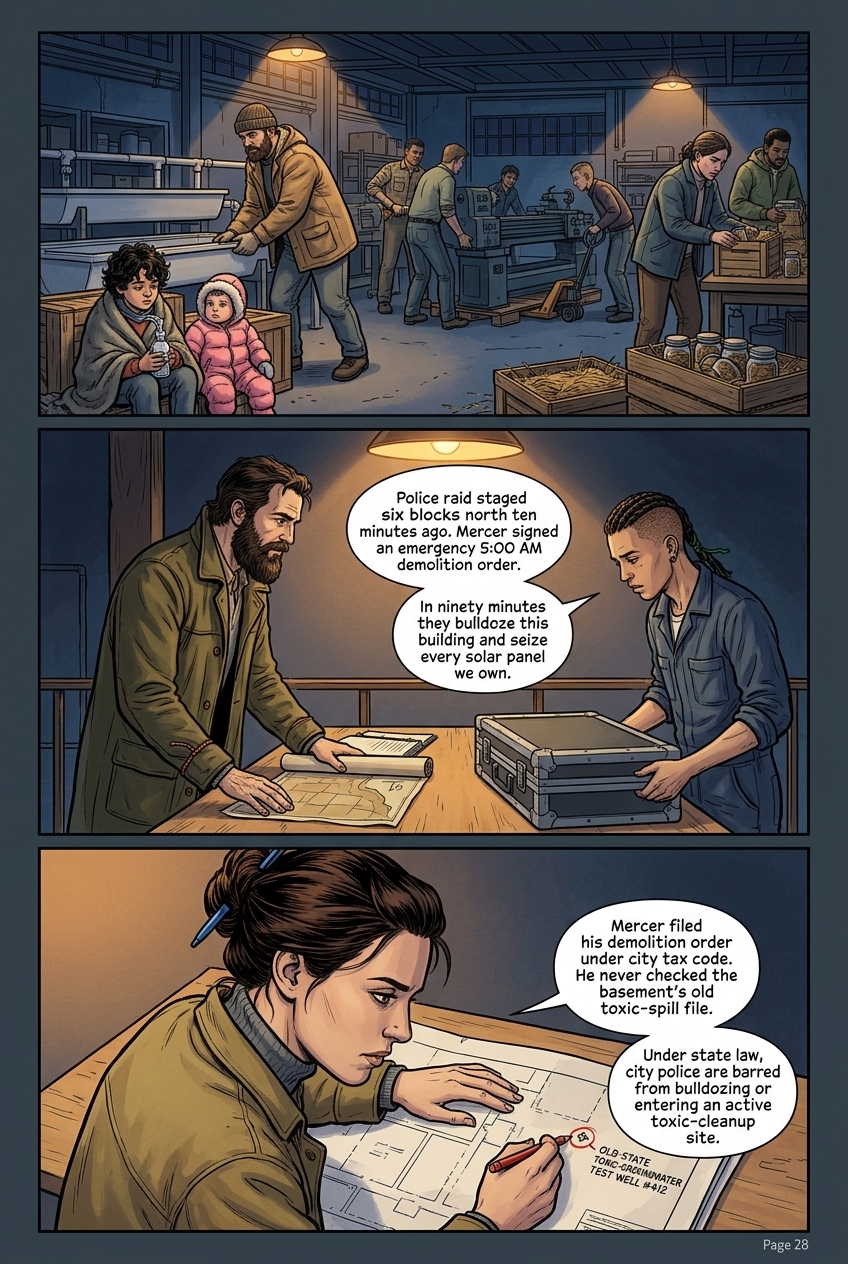 Police raid staged
six blocks north ten
minutes ago. Mercer signed
an emergency 5:00 AM
demolition order.
In ninety minutes
they bulldoze this
building and seize
every solar panel
we own.
Mercer filed
his demolition order
under city tax code.
He never checked the
basement's old
toxic-spill file.
Under state law,
city police are barred
from bulldozing or
entering an active
toxic-cleanup
site.
OLD-STATE
TOXIC-GROUNDWATER
TEST WELL #412
Page 28